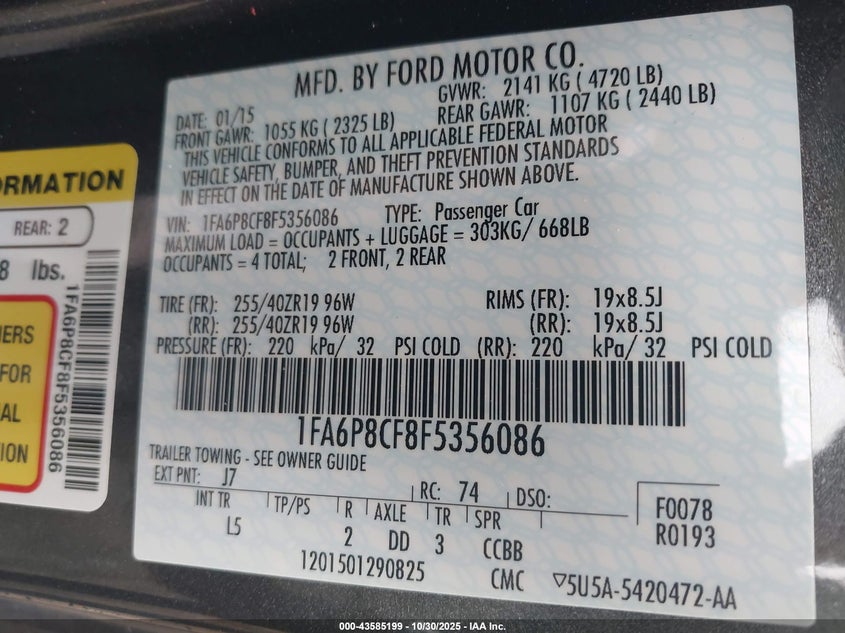 ORMATION
REAR: 2
8 lbs.
IERS
FOR
AL
ION
1FA6P8CF8F5356086
MFD. BY FORD MOTOR CO.
DATE: 01/15 GVWR: 2141 KG ( 4720 LB)
FRONT GAWR: 1055 KG ( 2325 LB) REAR GAWR: 1107 KG ( 2440 LB)
THIS VEHICLE CONFORMS TO ALL APPLICABLE FEDERAL MOTOR
VEHICLE SAFETY, BUMPER, AND THEFT PREVENTION STANDARDS
IN EFFECT ON THE DATE OF MANUFACTURE SHOWN ABOVE.
VIN: 1FA6P8CF8F5356086 TYPE: Passenger Car
MAXIMUM LOAD = OCCUPANTS + LUGGAGE = 303KG/ 668LB
OCCUPANTS = 4 TOTAL; 2 FRONT, 2 REAR
TIRE (FR): 255/40ZR19 96W RIMS (FR): 19x8.5J
(RR): 255/40ZR19 96W (RR): 19x8.5J
PRESSURE (FR): 220 kPa/ 32 PSI COLD (RR): 220 kPa/ 32 PSI COLD
1FA6P8CF8F5356086
TRAILER TOWING - SEE OWNER GUIDE
EXT PNT: J7 RC: 74 DSO: F0078
INT TR TP/PS R AXLE TR SPR R0193
L5 2 DD 3 CCBB
1201501290825 CMC ▽5U5A-5420472-AA
000-43585199 - 10/30/2025 - IAA Inc.